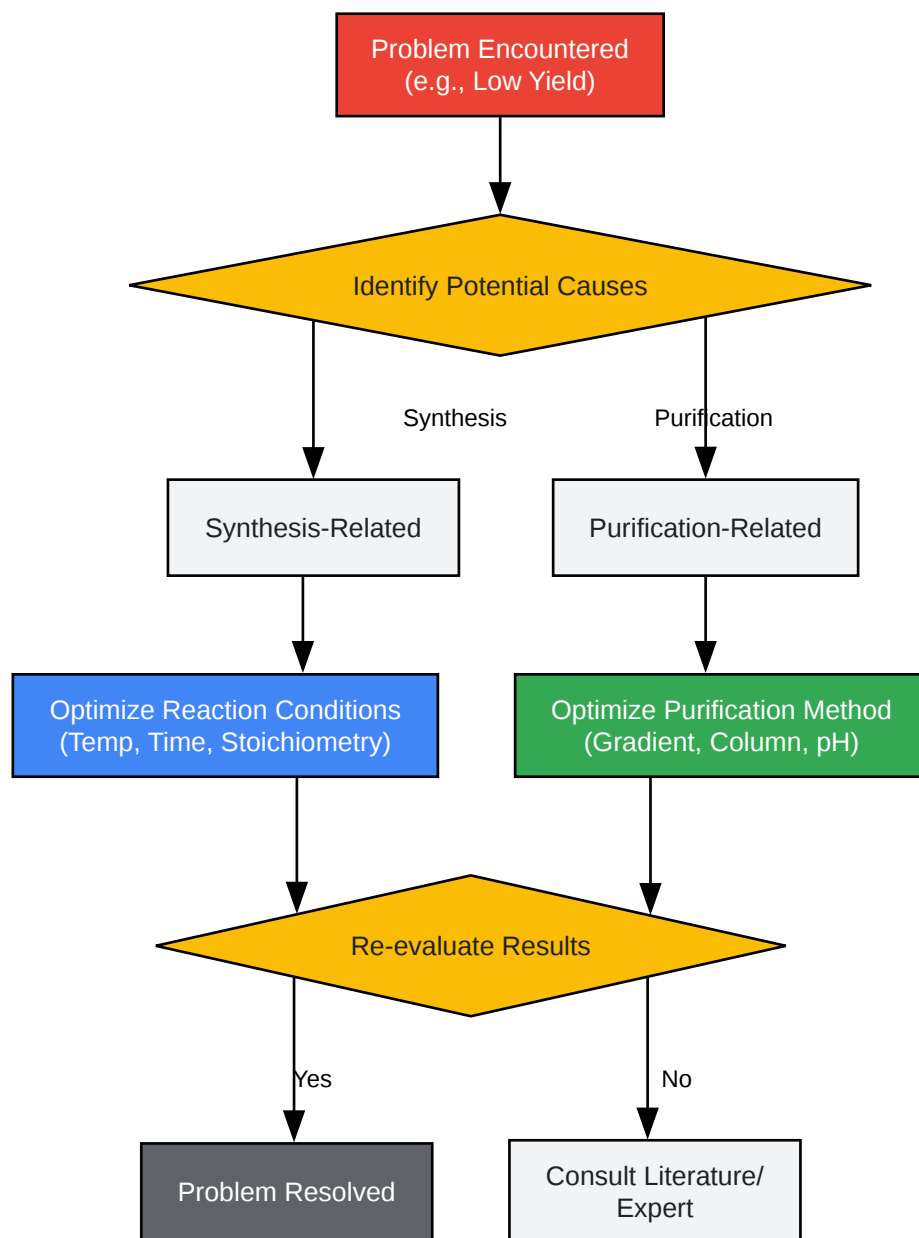 Problem Encountered
(e.g., Low Yield)
Identify Potential Causes
Synthesis
Purification
Synthesis-Related
Purification-Related
Optimize Reaction Conditions
(Temp, Time, Stoichiometry)
Optimize Purification Method
(Gradient, Column, pH)
Re-evaluate Results
Yes
No
Problem Resolved
Consult Literature/
Expert